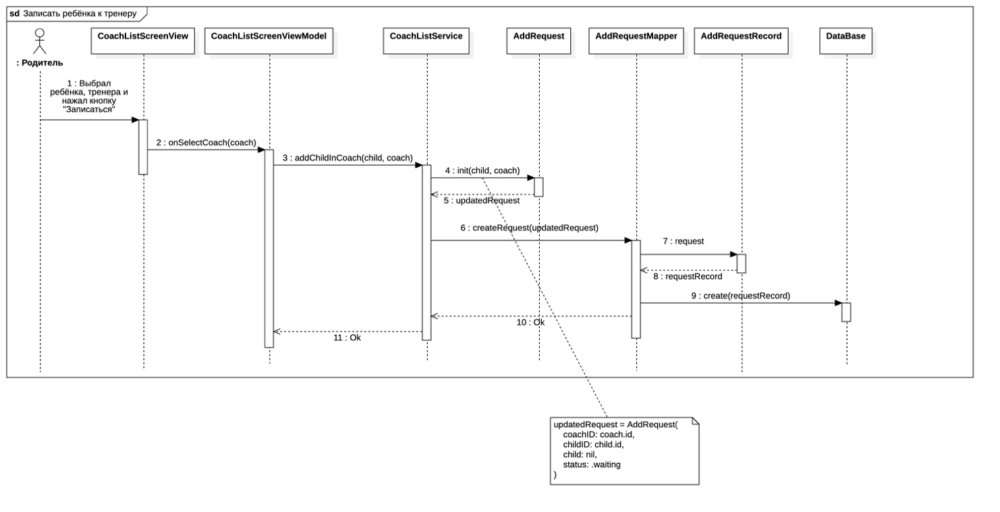 sd Записать ребёнка к тренеру
CoachListScreenView
CoachListScreenViewModel
CoachListService
AddRequest
AddRequestMapper
AddRequestRecord
DataBase
: Родитель
1 : Выбрал
ребёнка, тренера и
нажал кнопку
"Записаться"
2 : onSelectCoach(coach)
3 : addChildInCoach(child, coach)
4 : init(child, coach)
5 : updatedRequest
6 : createRequest(updatedRequest)
7 : request
8 : requestRecord
9 : create(requestRecord)
10 : Ok
11 : Ok
updatedRequest = AddRequest(
coachID: coach.id,
childID: child.id,
child: nil,
status: .waiting
)